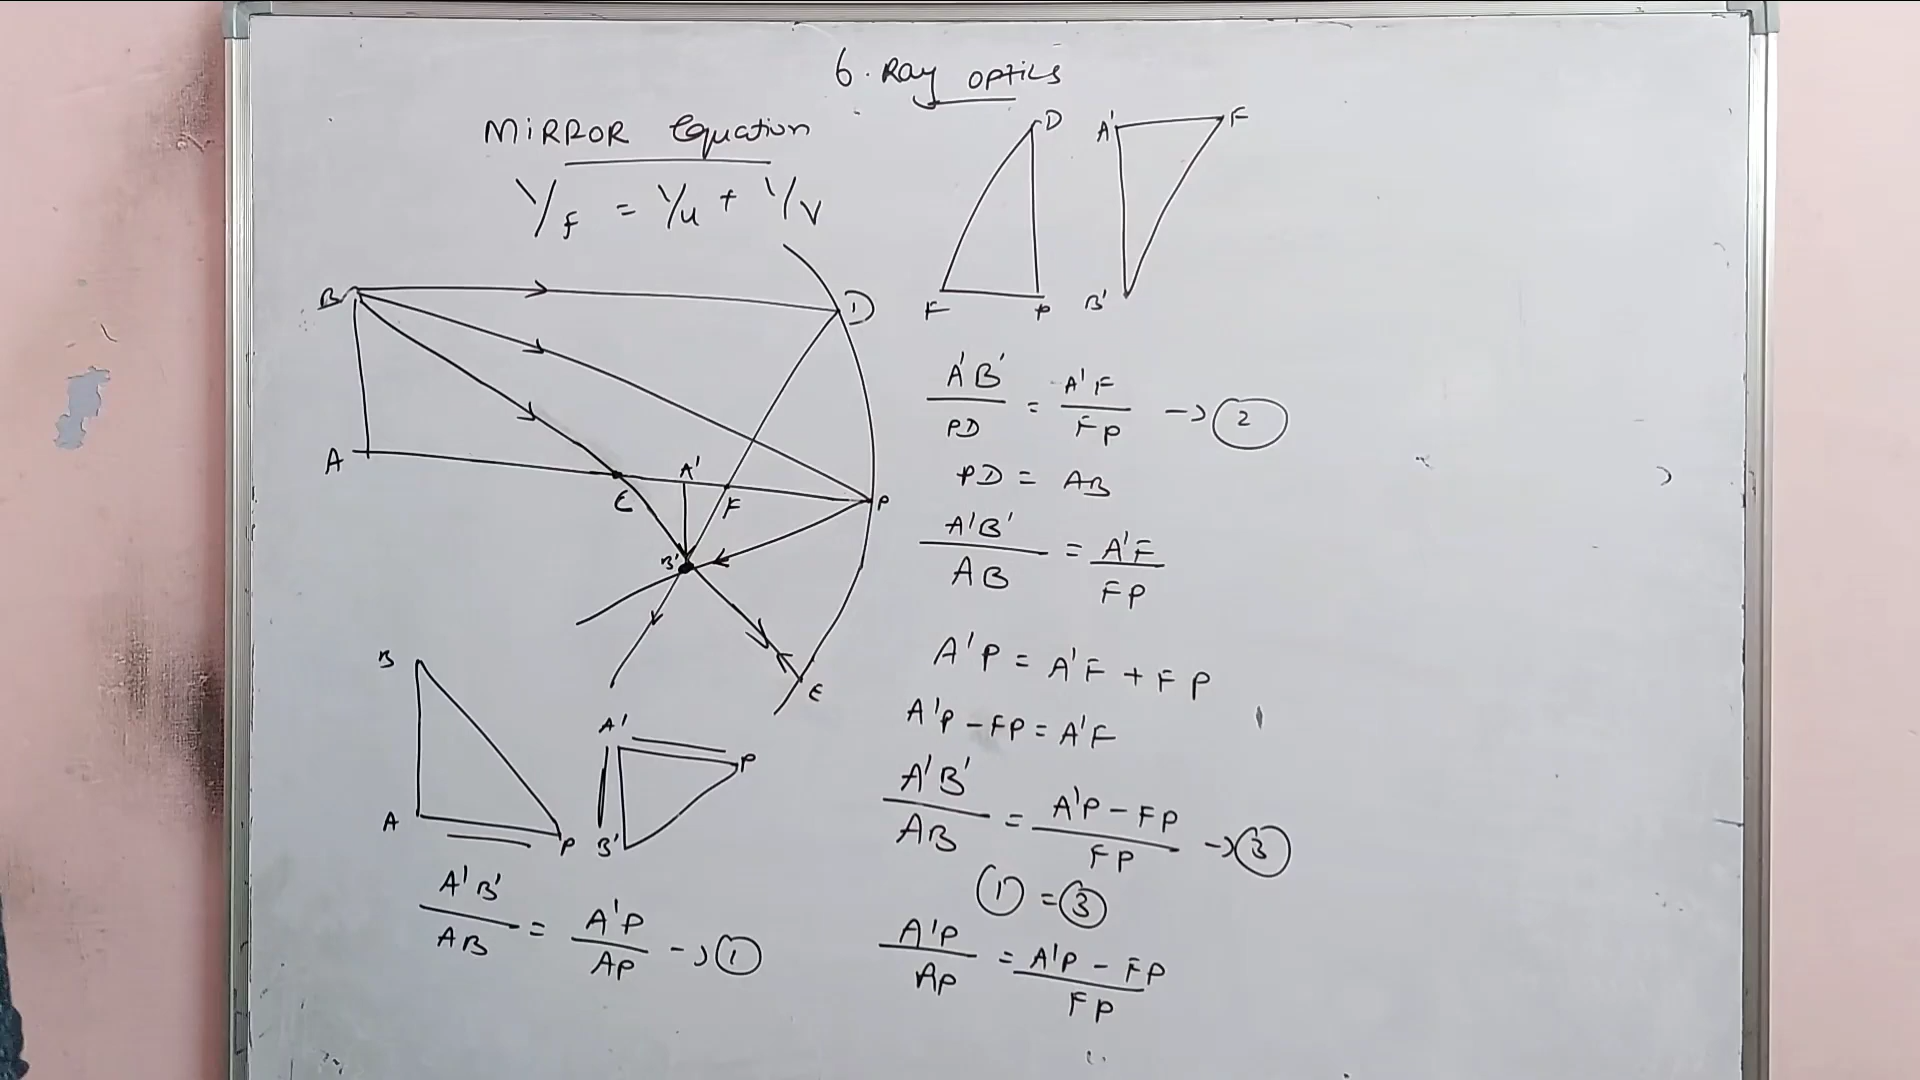 6. Ray optics
MIRROR Equation
1/f = 1/u + 1/v
B
D
A
E
A'
F
P
B'
E
D
F
P
A'
F
B'
B
A
P
A'
P
B'
A'B'/AB = A'P/AP -> 1
A'B'/PD = A'F/FP -> 2
PD = AB
A'B'/AB = A'F/FP
A'P = A'F + FP
A'P - FP = A'F
A'B'/AB = A'P - FP/FP -> 3
1 = 3
A'P/AP = A'P - FP/FP